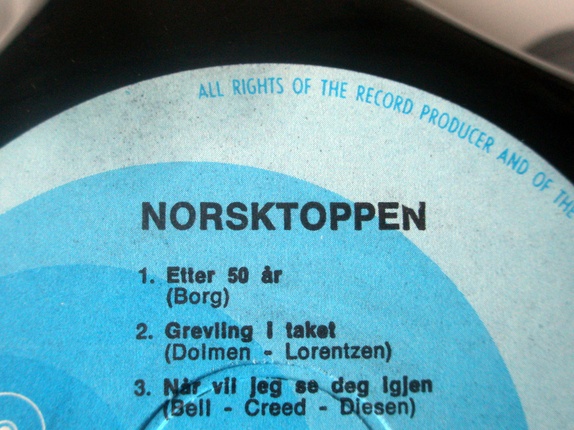 ALL RIGHTS OF THE RECORD PRODUCER AND OF THE
NORSKTOPPEN
1. Etter 50 år
(Borg)
2. Grevling i taket
(Dolmen - Lorentzen)
3. Når vil jeg se deg igjen
(Bell - Creed - Diesen)